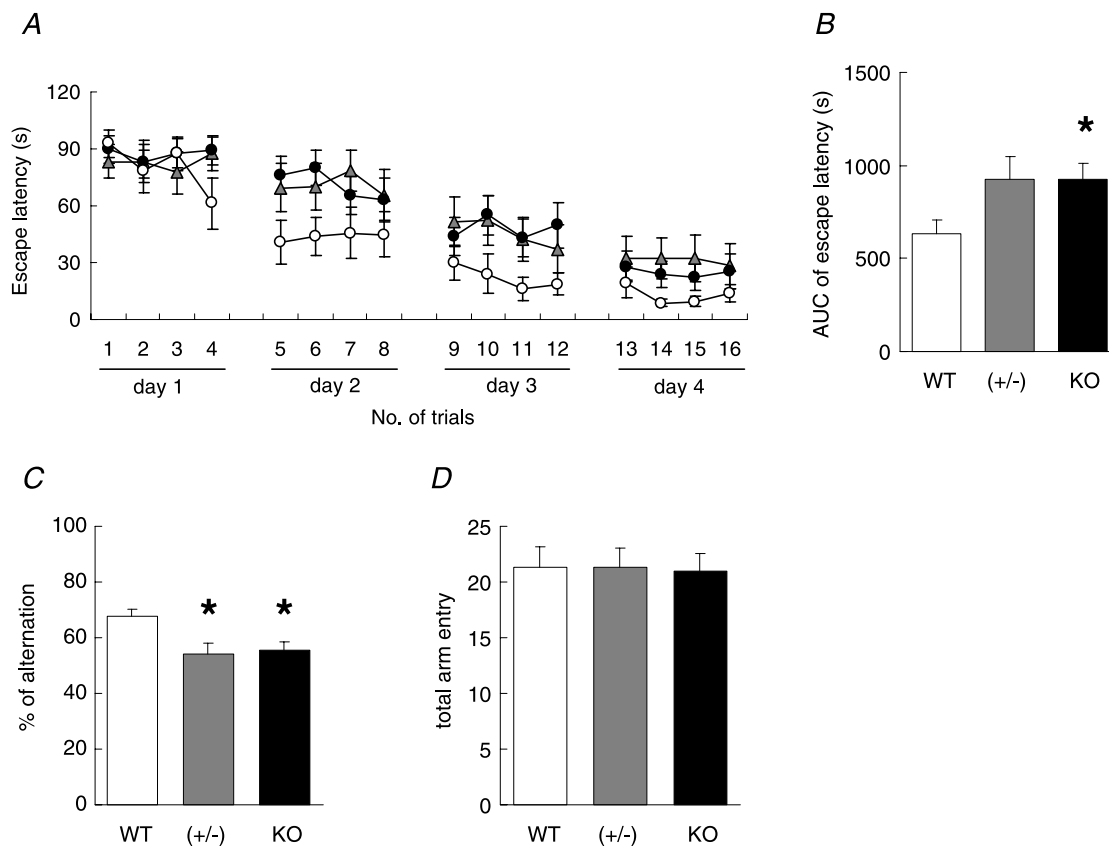 A
Escape latency (s)
120
90
60
30
0
1 2 3 4 5 6 7 8 9 10 11 12 13 14 15 16
day 1 day 2 day 3 day 4
No. of trials
B
AUC of escape latency (s)
1500
1000
500
0
*
WT (+/-) KO
C
% of alternation
100
80
60
40
20
0
* *
WT (+/-) KO
D
total arm entry
25
20
15
10
5
0
WT (+/-) KO